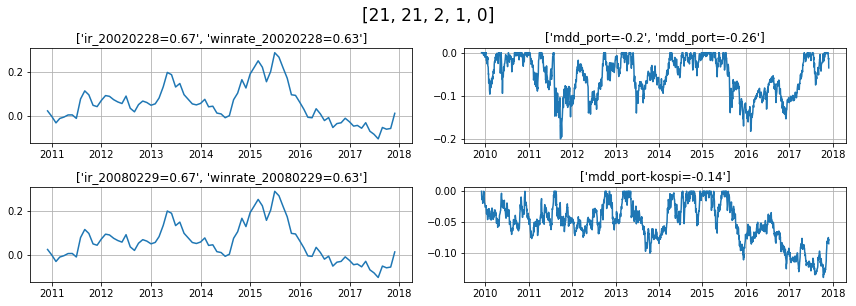 [21, 21, 2, 1, 0]
['ir_20020228=0.67', 'winrate_20020228=0.63']
0.2
0.0
2011 2012 2013 2014 2015 2016 2017 2018
['mdd_port=-0.2', 'mdd_port=-0.26']
0.0
−0.1
−0.2
2010 2011 2012 2013 2014 2015 2016 2017 2018
['ir_20080229=0.67', 'winrate_20080229=0.63']
0.2
0.0
2011 2012 2013 2014 2015 2016 2017 2018
['mdd_port-kospi=-0.14']
0.00
−0.05
−0.10
2010 2011 2012 2013 2014 2015 2016 2017 2018